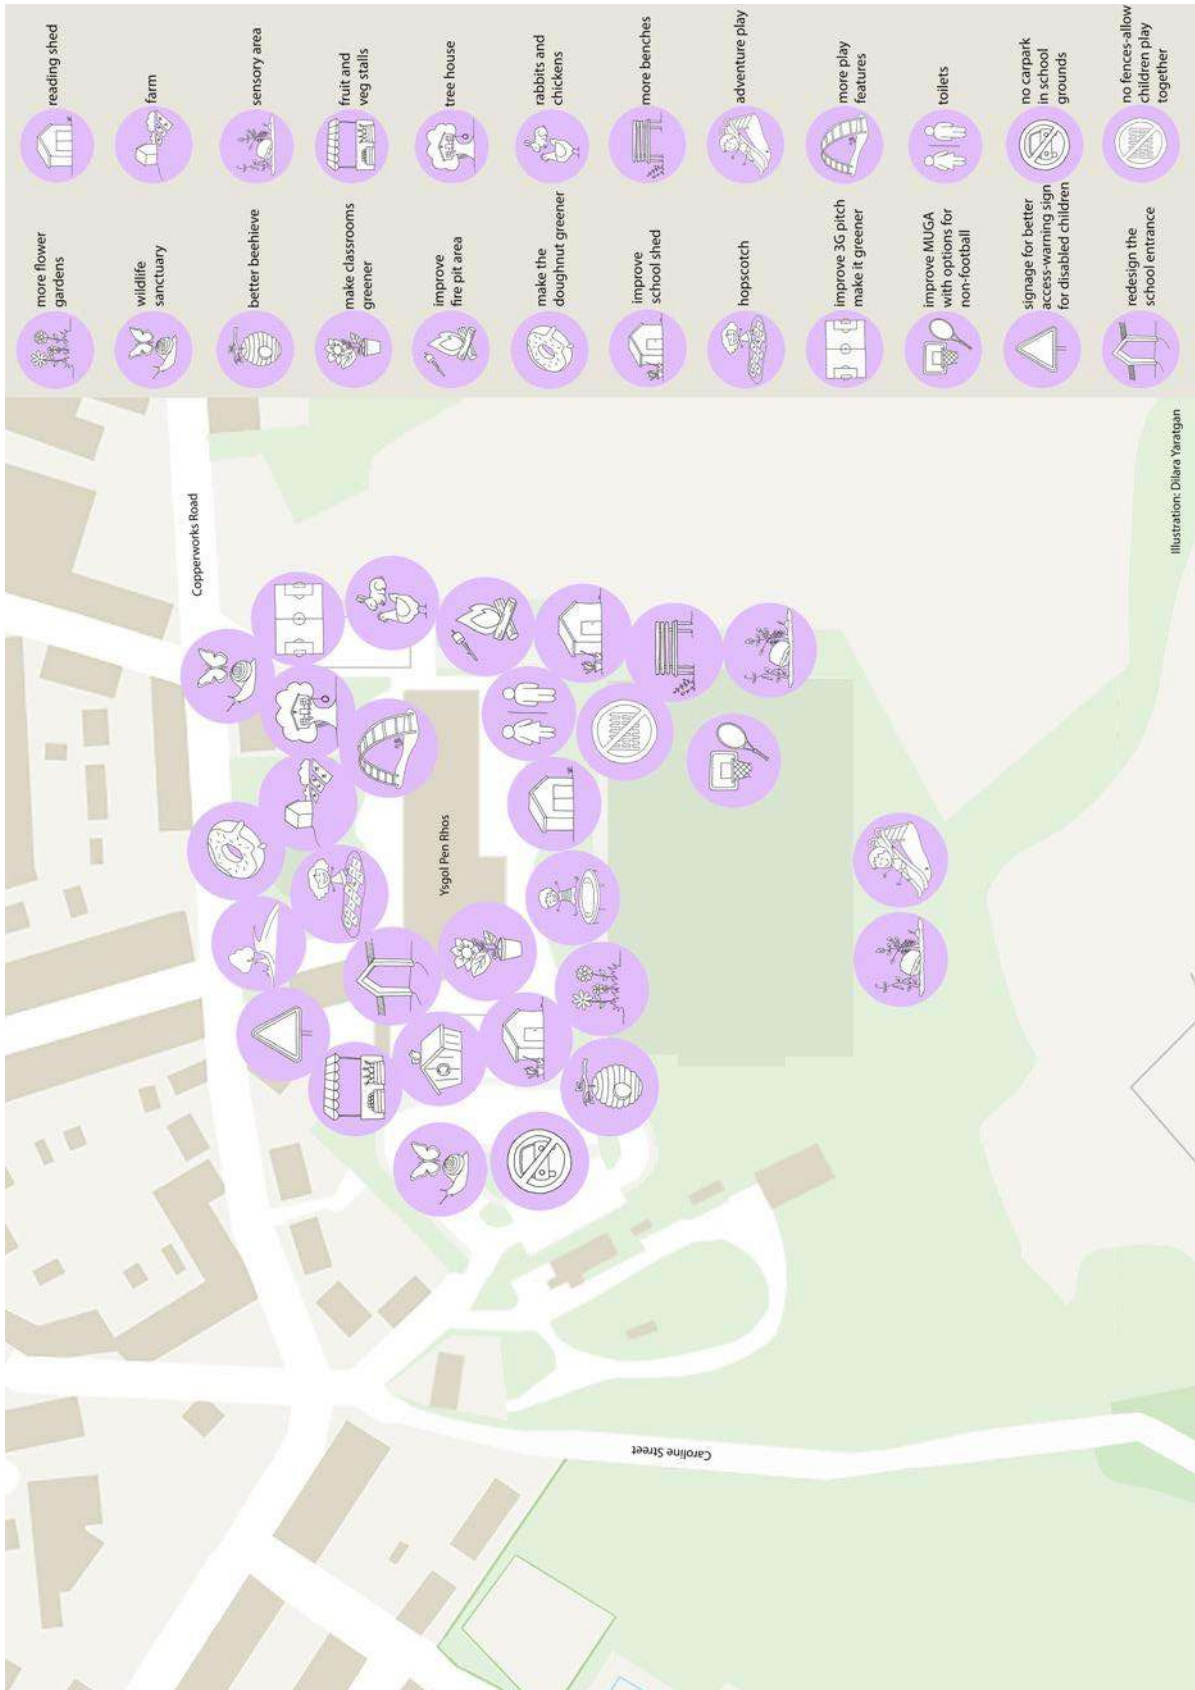 Copperworks Road
Ysgol Pen Rhos
Caroline Street
more flower
gardens
wildlife
sanctuary
better beehieve
make classrooms
greener
improve
fire pit area
make the
doughnut greener
improve
school shed
hopscotch
improve 3G pitch
make it greener
improve MUGA
with options for
non-football
signage for better
access-warning sign
for disabled children
redesign the
school entrance
reading shed
farm
sensory area
fruit and
veg stalls
tree house
rabbits and
chickens
more benches
adventure play
more play
features
toilets
no carpark
in school
grounds
no fences-allow
children play
together
Illustration: Dilara Yaratgan